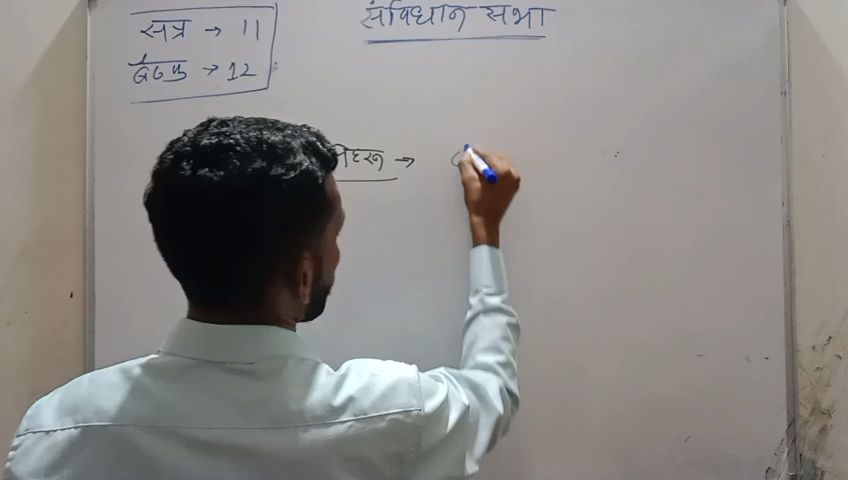 संविधान सभा
सत्र → 11
बैठक → 12
→